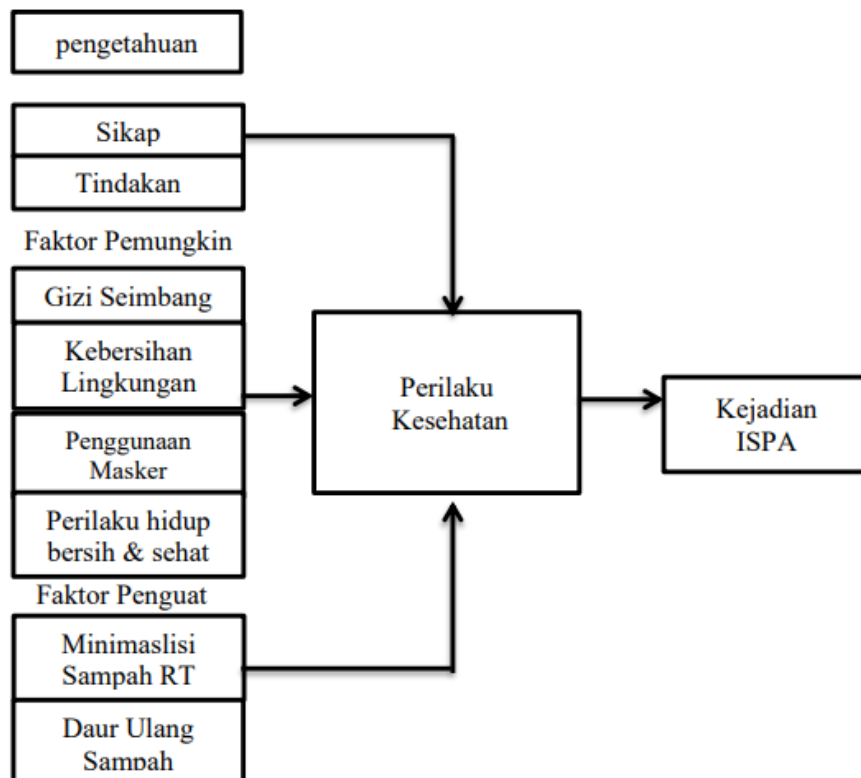 pengetahuan
Sikap
Tindakan
Faktor Pemungkin
Gizi Seimbang
Kebersihan
Lingkungan
Penggunaan
Masker
Perilaku hidup
bersih & sehat
Faktor Penguat
Minimaslisi
Sampah RT
Daur Ulang
Sampah
Perilaku
Kesehatan
Kejadian
ISPA